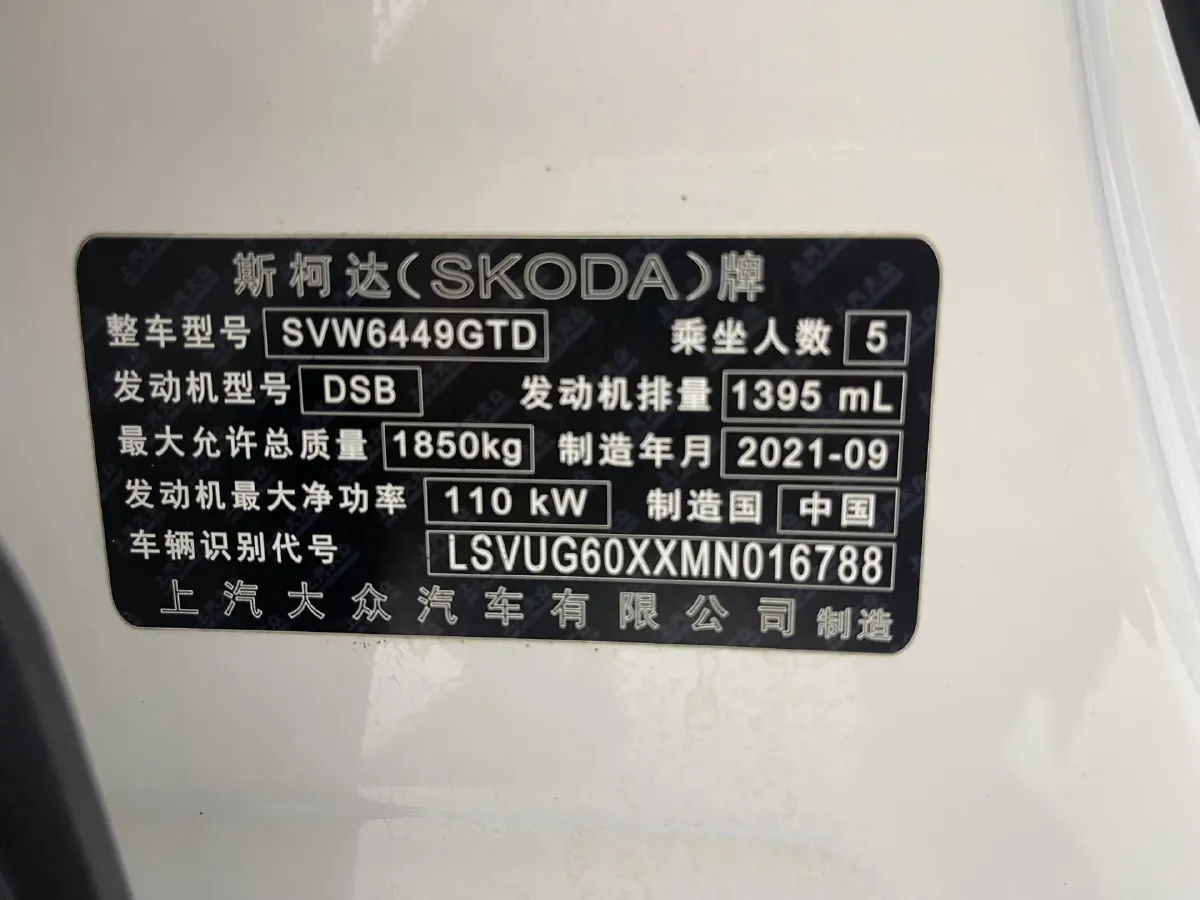 斯柯达(SKODA)牌
整车型号 SVW6449GTD 乘坐人数 5
发动机型号 DSB 发动机排量 1395 mL
最大允许总质量 1850kg 制造年月 2021-09
发动机最大净功率 110 kW 制造国 中国
车辆识别代号 LSVUG60XXMN016788
上汽大众汽车有限公司 制造